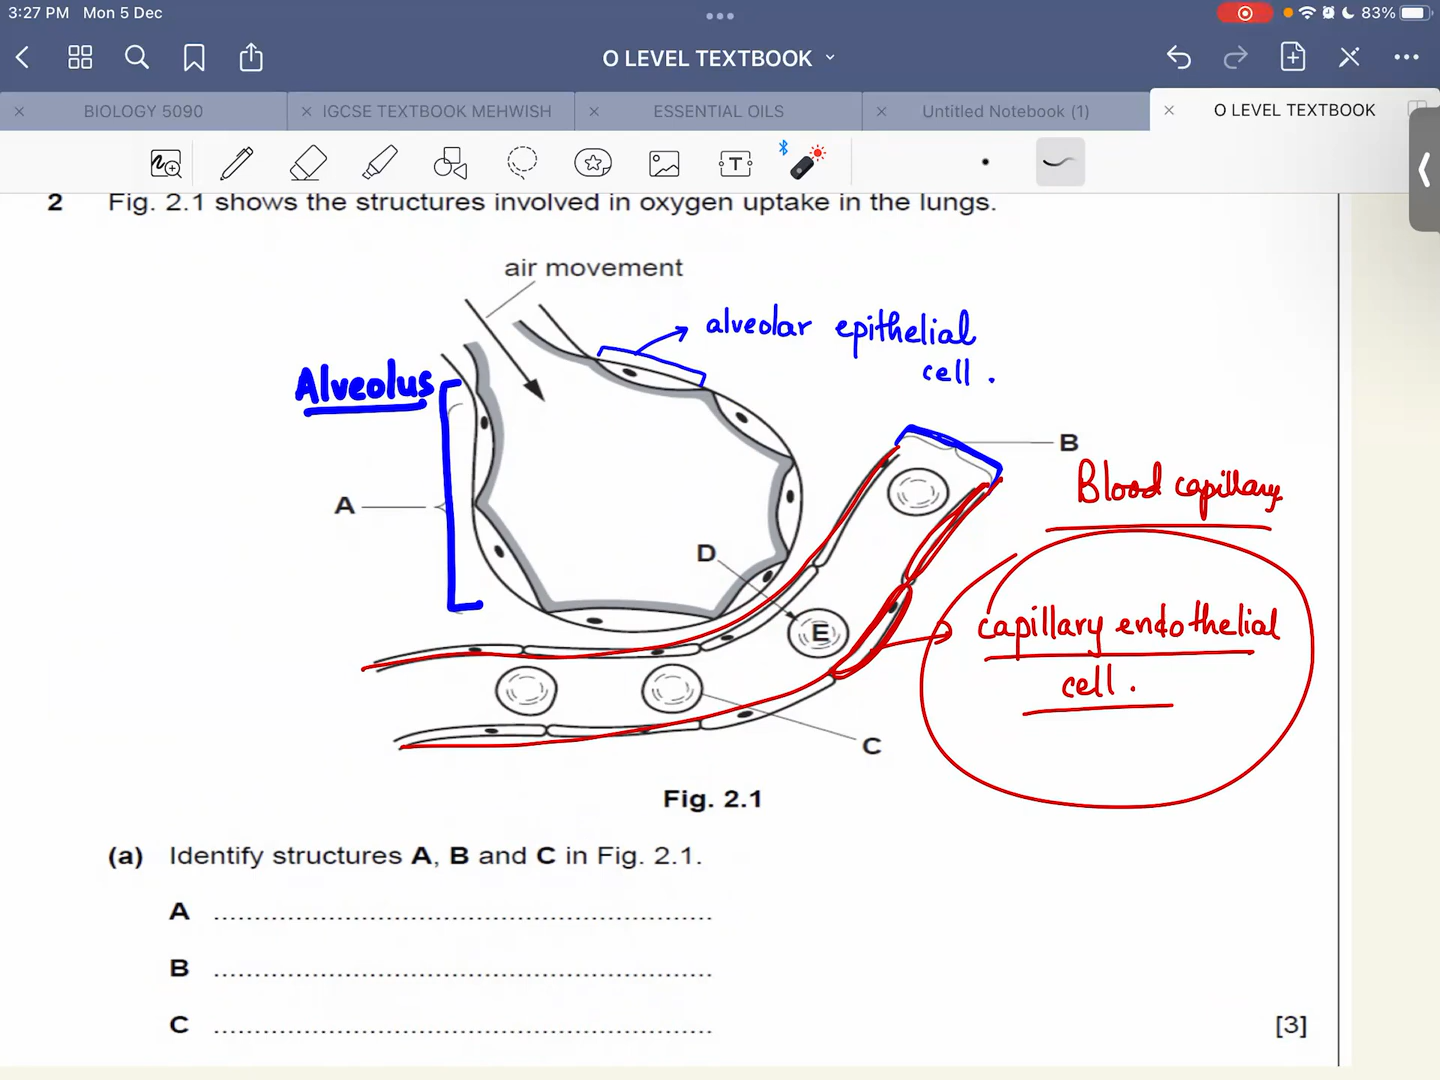 3:27 PM Mon 5 Dec
83%
O LEVEL TEXTBOOK
BIOLOGY 5090
IGCSE TEXTBOOK MEHWISH
ESSENTIAL OILS
Untitled Notebook (1)
O LEVEL TEXTBOOK
T
2 Fig. 2.1 shows the structures involved in oxygen uptake in the lungs.
air movement
alveolar epithelial
cell .
Alveolus
B
Blood capillary
A
D
E
capillary endothelial
cell .
C
Fig. 2.1
(a) Identify structures A, B and C in Fig. 2.1.
A ..............................................................
B ..............................................................
C ..............................................................
[3]